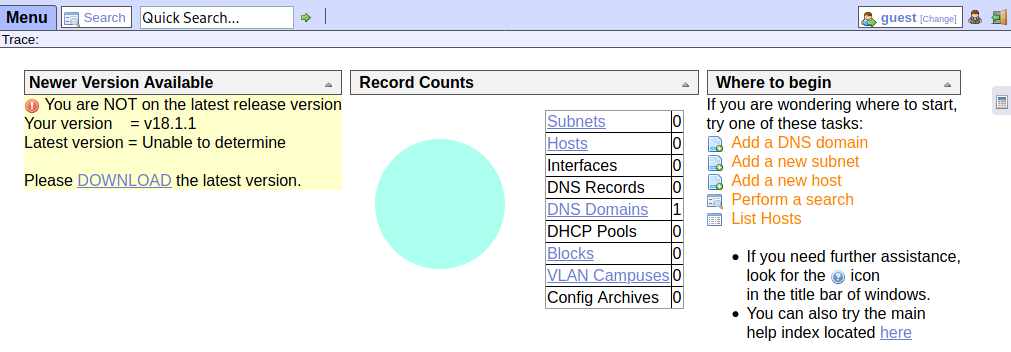 Menu Search Quick Search... guest [Change]
Trace:
Newer Version Available
You are NOT on the latest release version
Your version = v18.1.1
Latest version = Unable to determine
Please DOWNLOAD the latest version.
Record Counts
Subnets 0
Hosts 0
Interfaces 0
DNS Records 0
DNS Domains 1
DHCP Pools 0
Blocks 0
VLAN Campuses 0
Config Archives 0
Where to begin
If you are wondering where to start,
try one of these tasks:
Add a DNS domain
Add a new subnet
Add a new host
Perform a search
List Hosts
• If you need further assistance,
look for the ? icon
in the title bar of windows.
• You can also try the main
help index located here